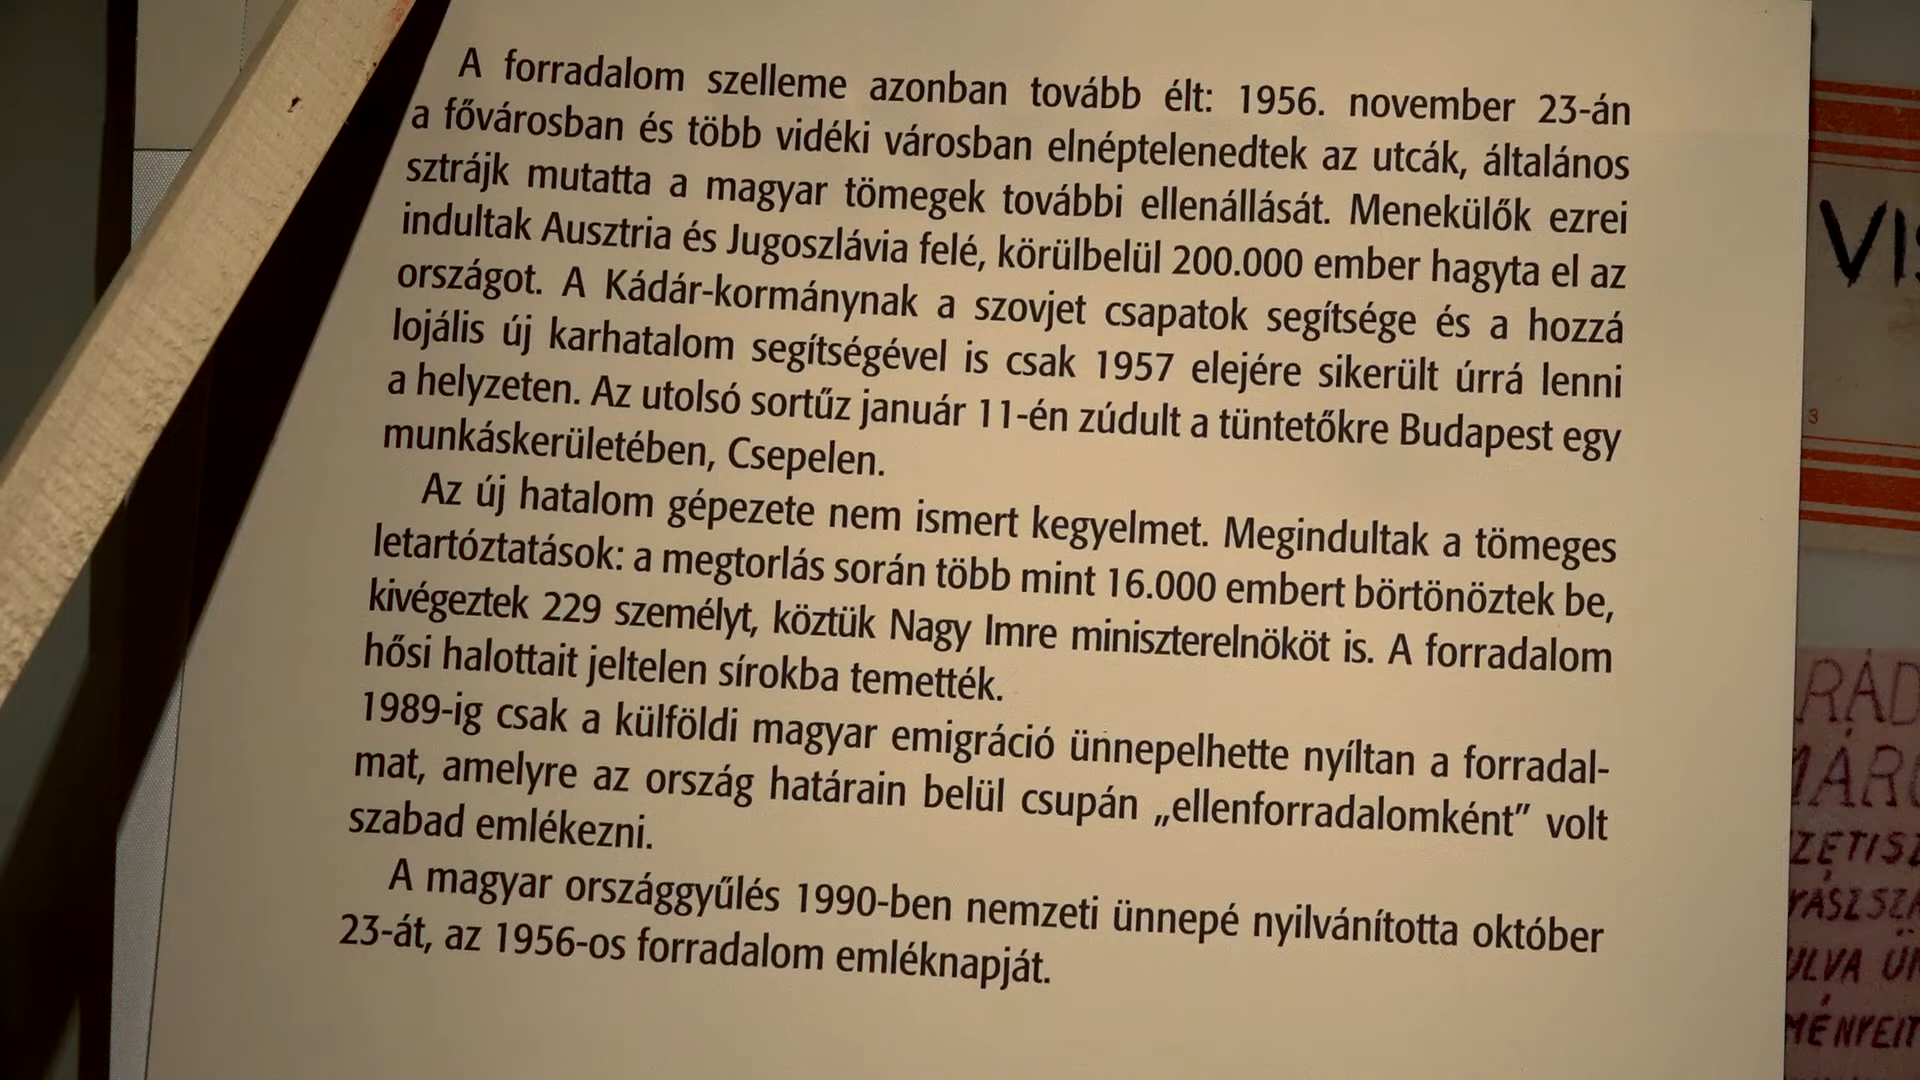 A forradalom szelleme azonban tovább élt: 1956. november 23-án
a fővárosban és több vidéki városban elnéptelenedtek az utcák, általános
sztrájk mutatta a magyar tömegek további ellenállását. Menekülők ezrei
indultak Ausztria és Jugoszlávia felé, körülbelül 200.000 ember hagyta el az
országot. A Kádár-kormánynak a szovjet csapatok segítsége és a hozzá
lojális új karhatalom segítségével is csak 1957 elejére sikerült úrrá lenni
a helyzeten. Az utolsó sortűz január 11-én zúdult a tüntetőkre Budapest egy
munkáskerületében, Csepelen.
Az új hatalom gépezete nem ismert kegyelmet. Megindultak a tömeges
letartóztatások: a megtorlás során több mint 16.000 embert börtönöztek be,
kivégeztek 229 személyt, köztük Nagy Imre miniszterelnököt is. A forradalom
hősi halottait jeltelen sírokba temették.
1989-ig csak a külföldi magyar emigráció ünnepelhette nyíltan a forradal-
mat, amelyre az ország határain belül csupán „ellenforradalomként” volt
szabad emlékezni.
A magyar országgyűlés 1990-ben nemzeti ünnepé nyilvánította október
23-át, az 1956-os forradalom emléknapját.
VIS
3